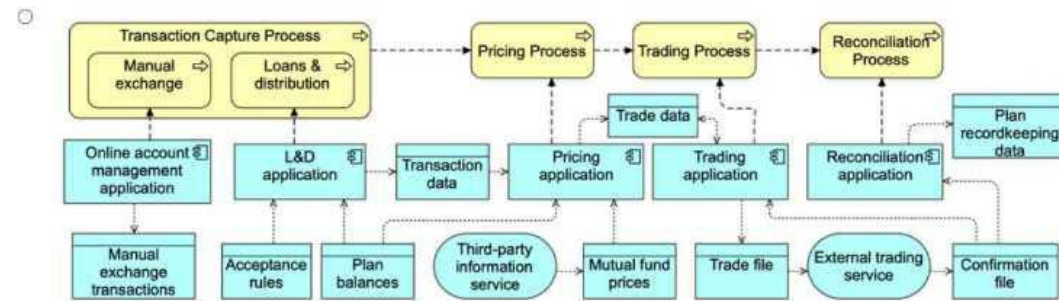 Transaction Capture Process
Manual
exchange
Loans &
distribution
Pricing Process
Trading Process
Reconciliation
Process
Trade data
Plan
recordkeeping
data
Online account
management
application
L&D
application
Transaction
data
Pricing
application
Trading
application
Reconciliation
application
Manual
exchange
transactions
Acceptance
rules
Plan
balances
Third-party
information
service
Mutual fund
prices
Trade file
External trading
service
Confirmation
file